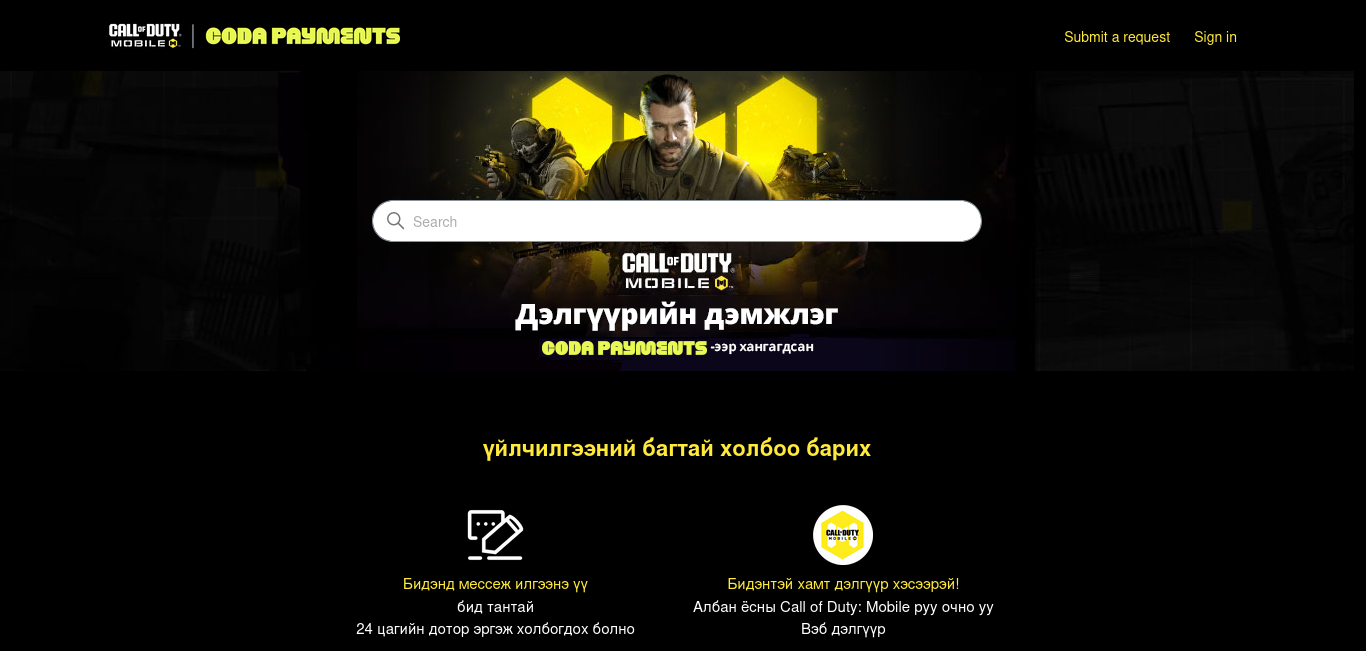 CALL OF DUTY
MOBILE
CODA PAYMENTS
Submit a request
Sign in
Search
CALL OF DUTY
MOBILE
Дэлгүүрийн дэмжлэг
CODA PAYMENTS -ээр хангагдсан
үйлчилгээний багтай холбоо барих
Бидэнд мессеж илгээнэ үү
бид тантай
24 цагийн дотор эргэж холбогдох болно
CALL OF DUTY
MOBILE
Бидэнтэй хамт дэлгүүр хэсээрэй!
Албан ёсны Call of Duty: Mobile руу очно уу
Вэб дэлгүүр